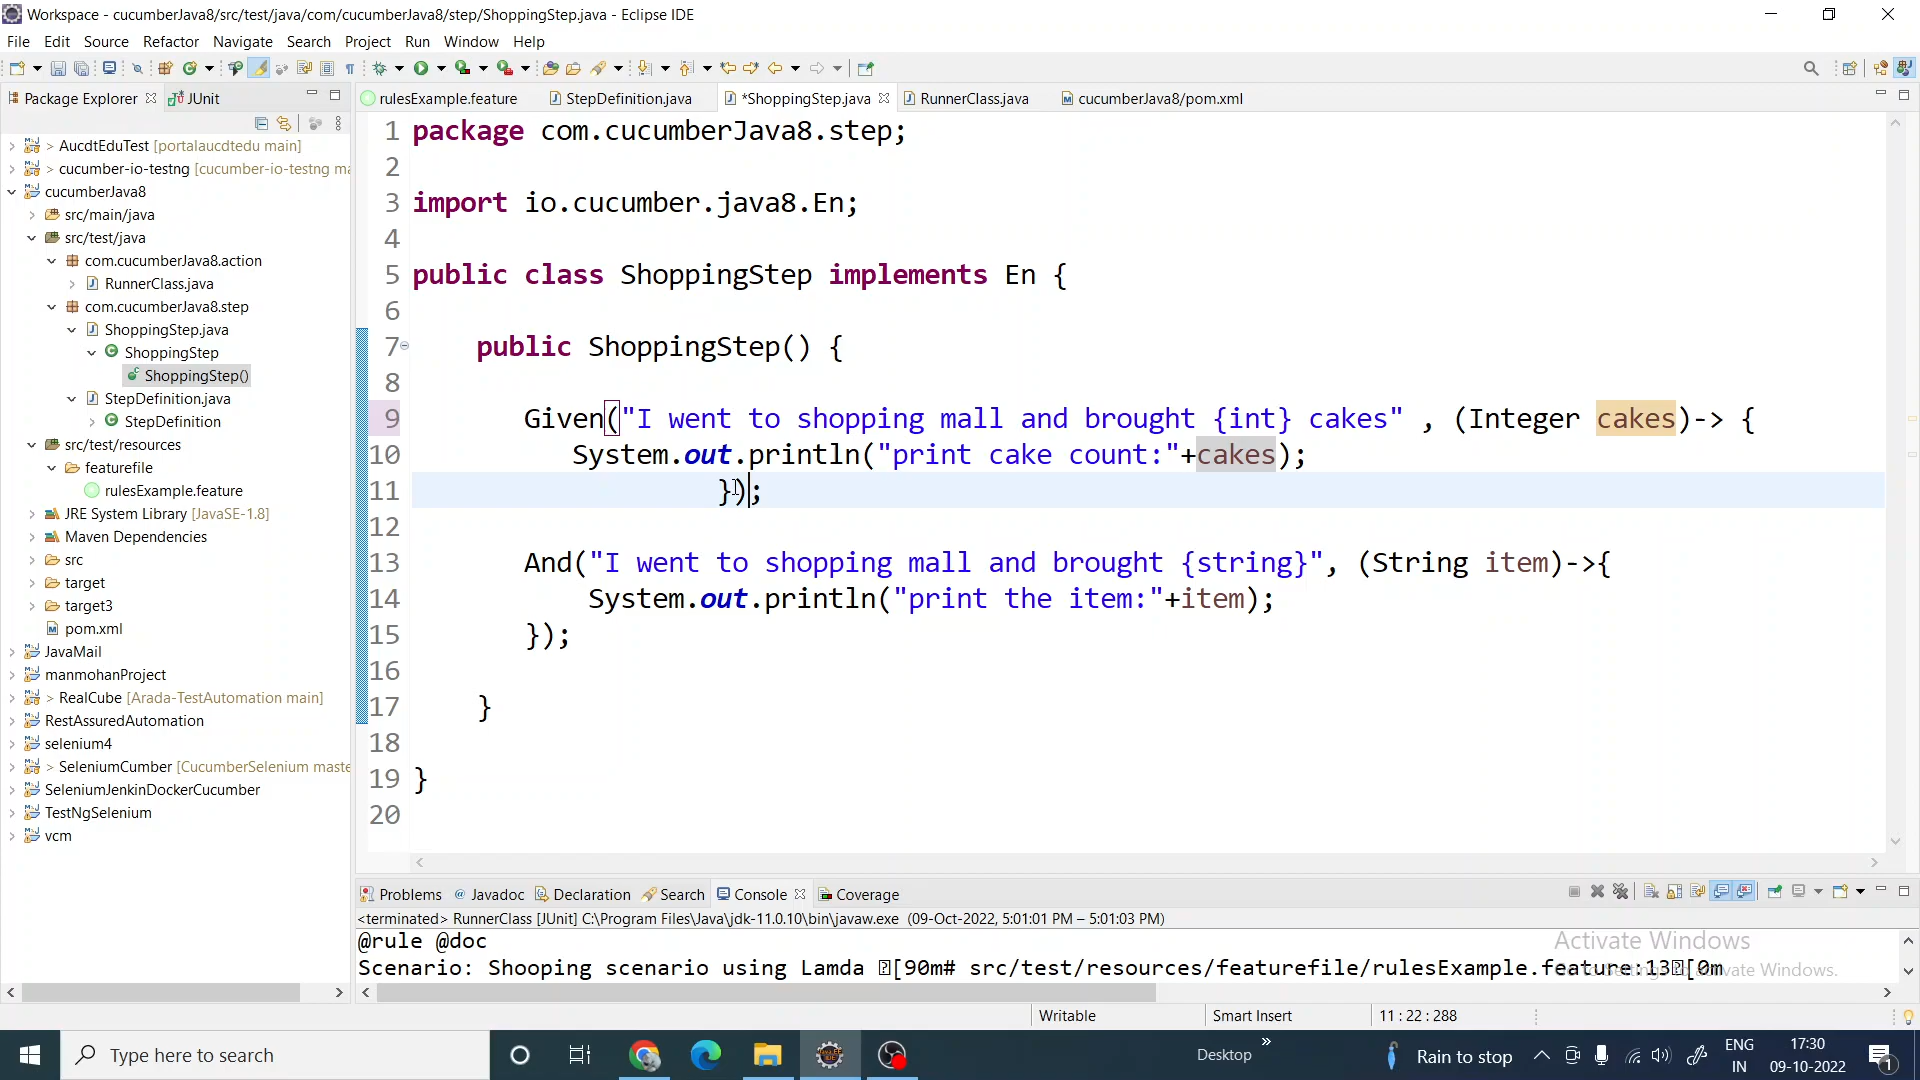 Workspace - cucumberJava8/src/test/java/com/cucumberJava8/step/ShoppingStep.java - Eclipse IDE
File Edit Source Refactor Navigate Search Project Run Window Help
Package Explorer JUnit
rulesExample.feature StepDefinition.java *ShoppingStep.java RunnerClass.java cucumberJava8/pom.xml
> AucdtEduTest [portalaucdtedu main]
> cucumber-io-testng [cucumber-io-testng ma
cucumberJava8
src/main/java
src/test/java
com.cucumberJava8.action
RunnerClass.java
com.cucumberJava8.step
ShoppingStep.java
ShoppingStep
ShoppingStep()
StepDefinition.java
StepDefinition
src/test/resources
featurefile
rulesExample.feature
JRE System Library [JavaSE-1.8]
Maven Dependencies
src
target
target3
pom.xml
JavaMail
manmohanProject
> RealCube [Arada-TestAutomation main]
RestAssuredAutomation
selenium4
> SeleniumCumber [CucumberSelenium maste
SeleniumJenkinDockerCucumber
TestNgSelenium
vcm
1 package com.cucumberJava8.step;
2
3 import io.cucumber.java8.En;
4
5 public class ShoppingStep implements En {
6
7 public ShoppingStep() {
8
9 Given("I went to shopping mall and brought {int} cakes" , (Integer cakes)-> {
10 System.out.println("print cake count:"+cakes);
11 });
12
13 And("I went to shopping mall and brought {string}", (String item)->{
14 System.out.println("print the item:"+item);
15 });
16
17 }
18
19 }
20
Problems Javadoc Declaration Search Console Coverage
<terminated> RunnerClass [JUnit] C:\Program Files\Java\jdk-11.0.10\bin\javaw.exe (09-Oct-2022, 5:01:01 PM – 5:01:03 PM)
@rule @doc
Activate Windows
Scenario: Shooping scenario using Lamda [90m# src/test/resources/featurefile/rulesExample.feature:13[0m
Writable Smart Insert 11 : 22 : 288
Type here to search
Desktop
Rain to stop
ENG
IN
17:30
09-10-2022
1